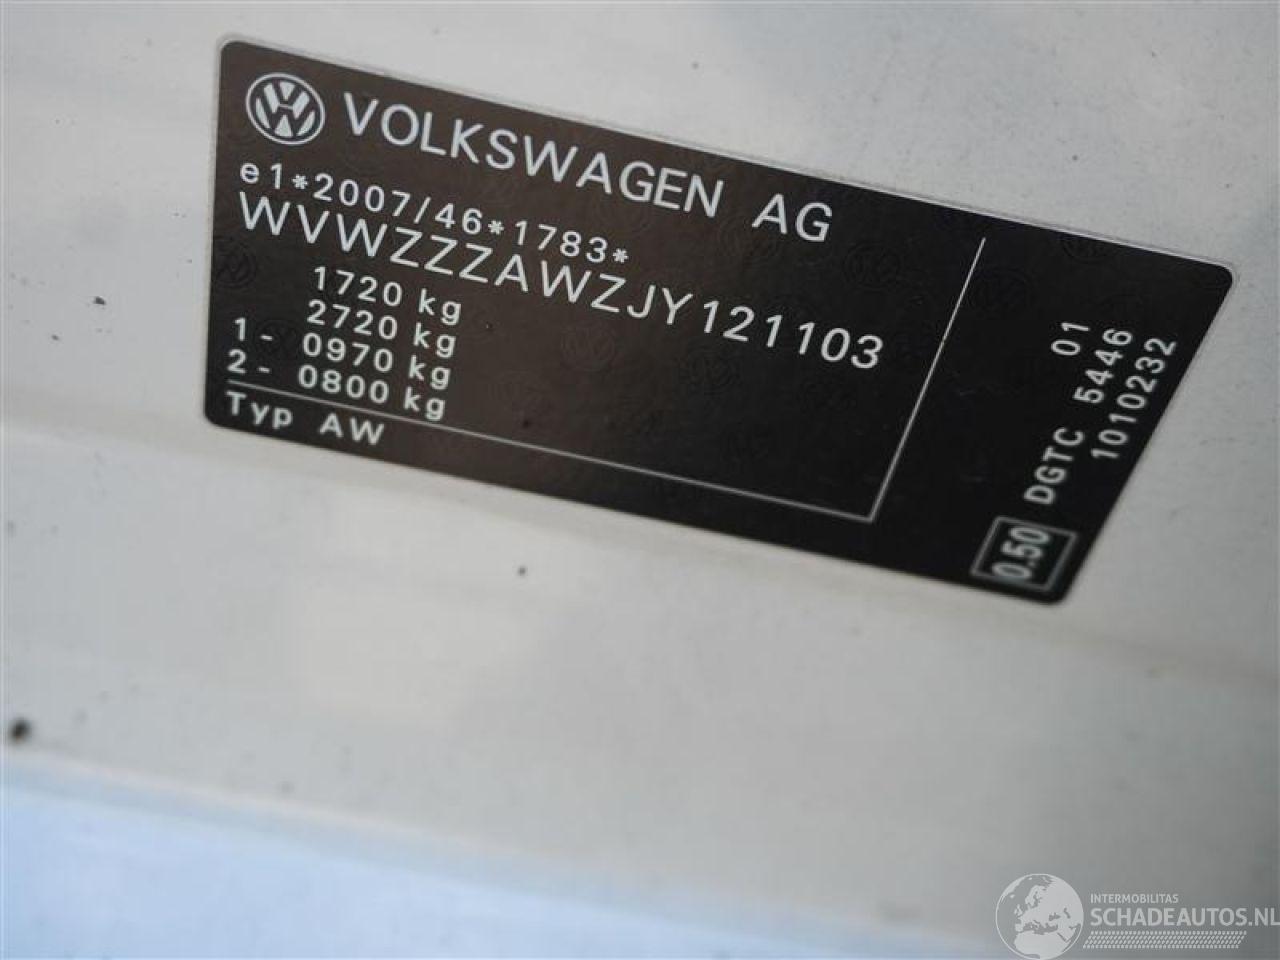 VOLKSWAGEN AG
e1*2007/46*1783*
WVWZZZAWZJY121103
1720 kg
2720 kg
1- 0970 kg
2- 0800 kg
Typ AW
01
DGTC 5446
1010232
0.50
INTERMOBILITAS
SCHADEAUTOS.NL